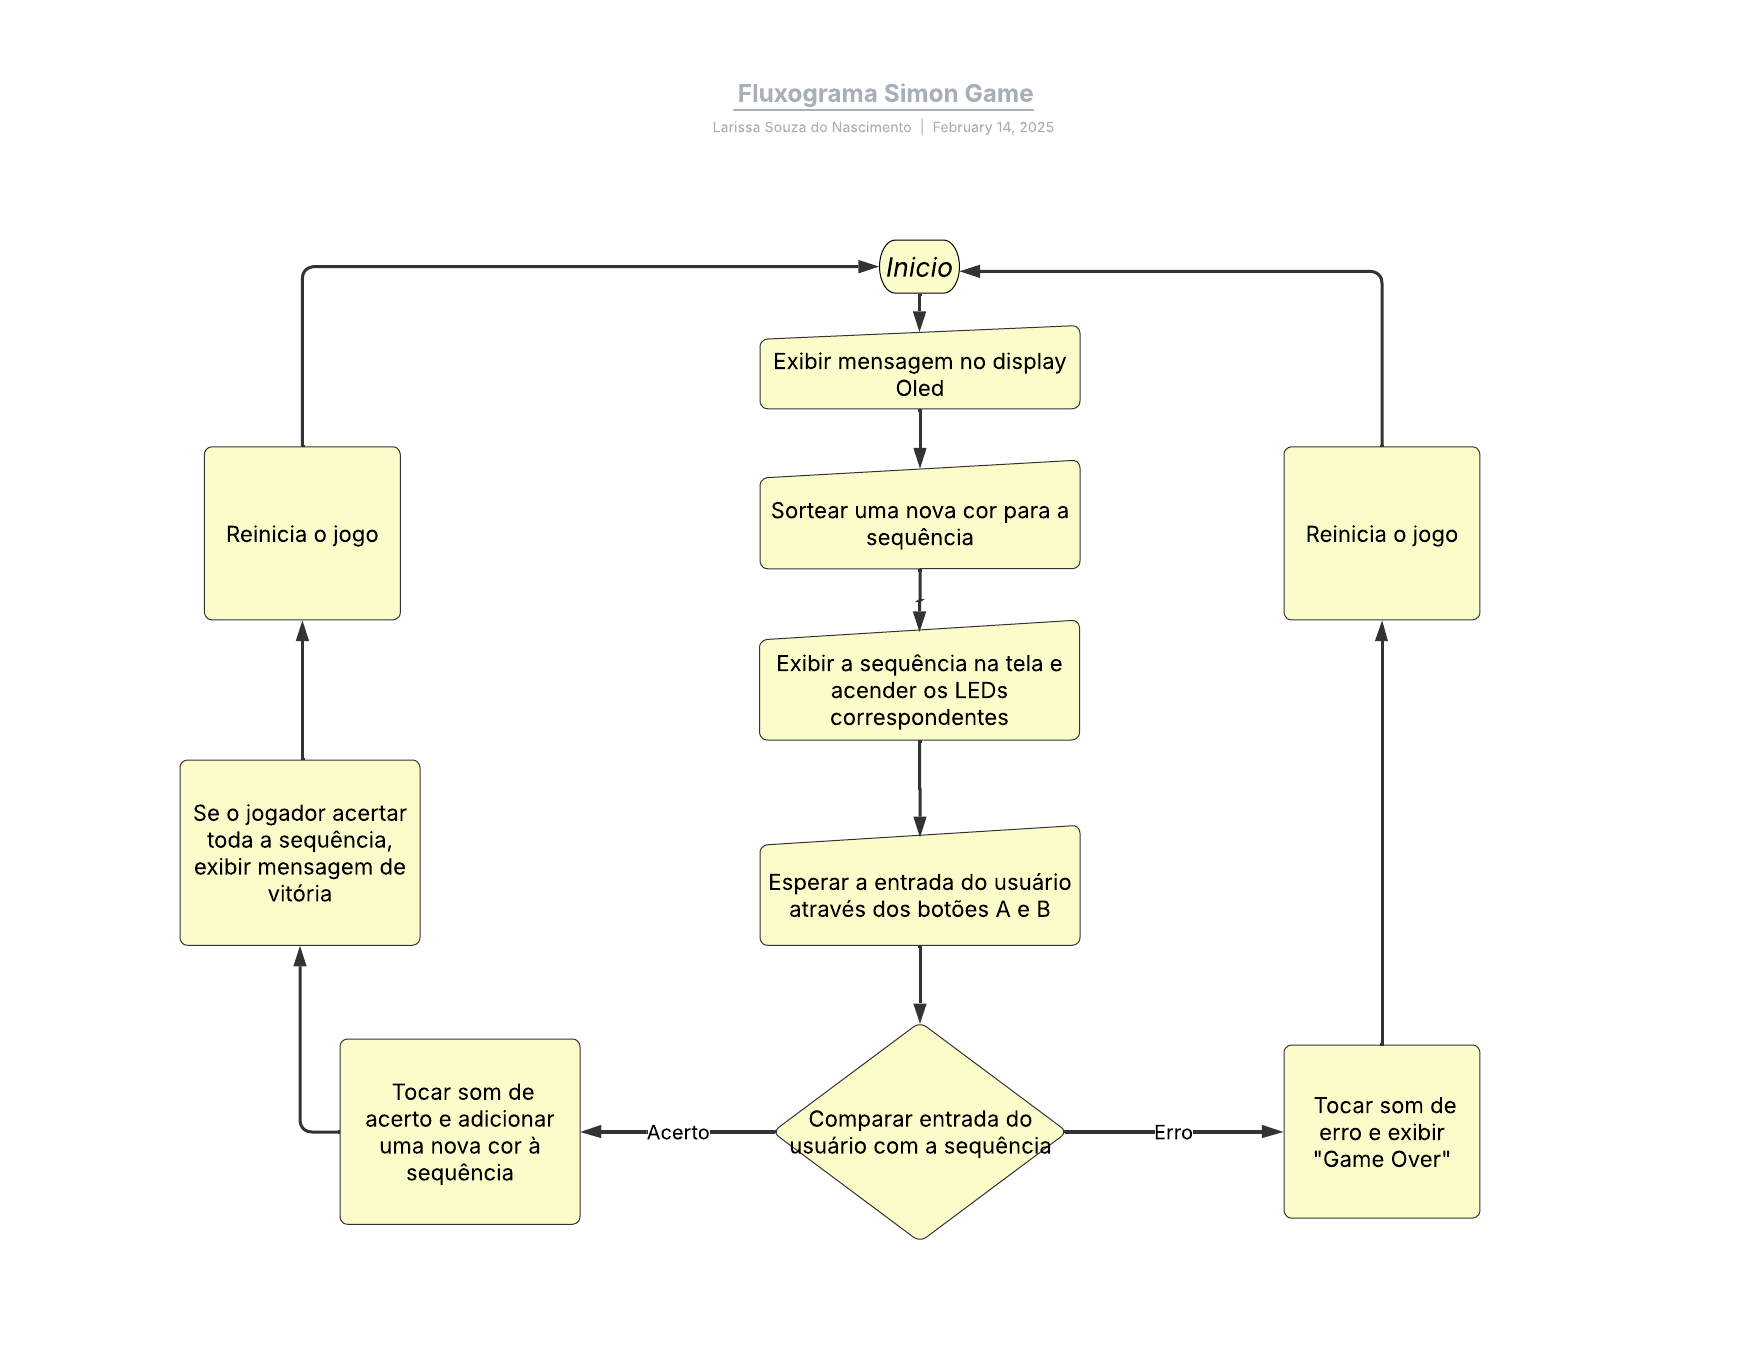 Fluxograma Simon Game
Larissa Souza do Nascimento | February 14, 2025
Inicio
Exibir mensagem no display
Oled
Sortear uma nova cor para a
sequência
Exibir a sequência na tela e
acender os LEDs
correspondentes
Esperar a entrada do usuário
através dos botões A e B
Comparar entrada do
usuário com a sequência
Acerto
Tocar som de
acerto e adicionar
uma nova cor à
sequência
Se o jogador acertar
toda a sequência,
exibir mensagem de
vitória
Reinicia o jogo
Erro
Tocar som de
erro e exibir
"Game Over"
Reinicia o jogo